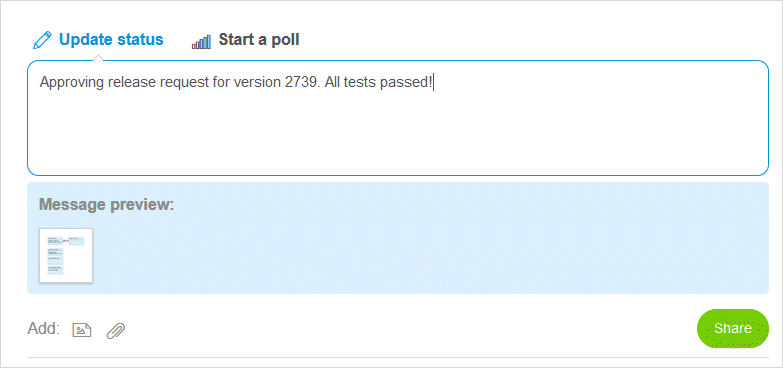 Update status Start a poll
Approving release request for version 2739. All tests passed!
Message preview:
Add: Share